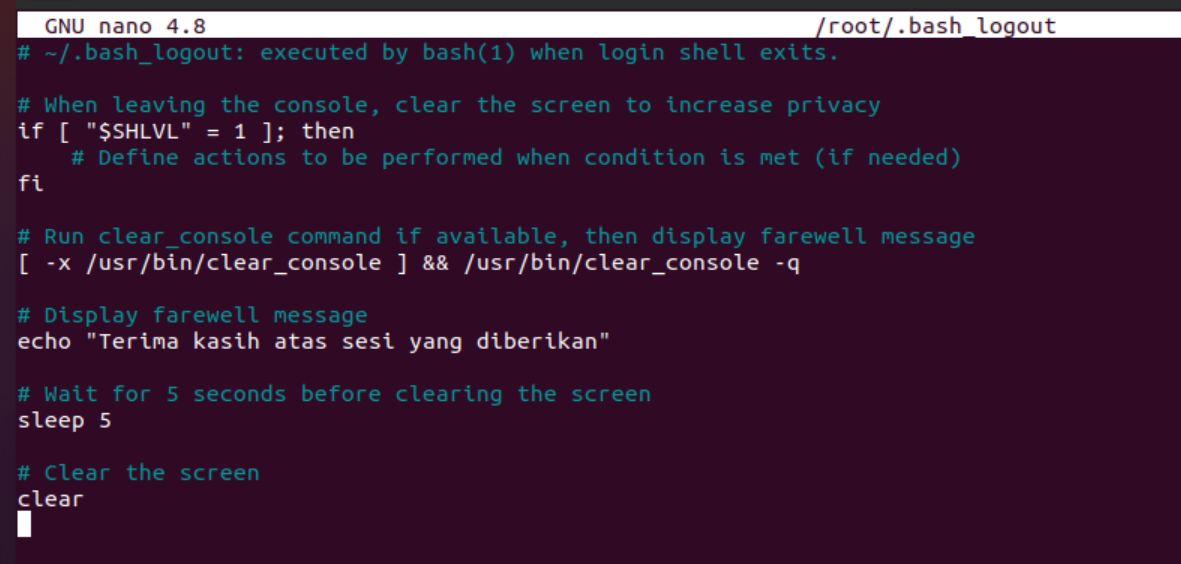 GNU nano 4.8 /root/.bash_logout
# ~/.bash_logout: executed by bash(1) when login shell exits.
# When leaving the console, clear the screen to increase privacy
if [ "$SHLVL" = 1 ]; then
    # Define actions to be performed when condition is met (if needed)
fi
# Run clear_console command if available, then display farewell message
[ -x /usr/bin/clear_console ] && /usr/bin/clear_console -q
# Display farewell message
echo "Terima kasih atas sesi yang diberikan"
# Wait for 5 seconds before clearing the screen
sleep 5
# Clear the screen
clear